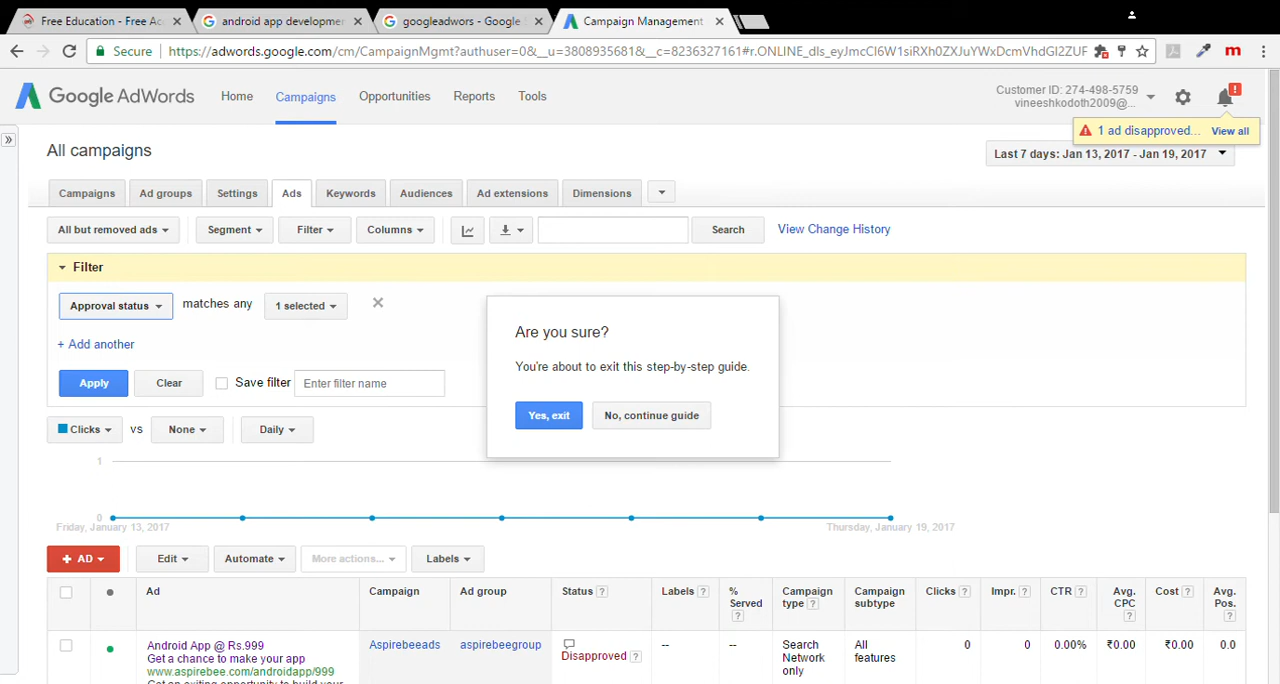 Free Education - Free Ac
android app developmen
googleadwors - Google S
Campaign Management
Secure
https://adwords.google.com/cm/CampaignMgmt?authuser=0&__u=3808935681&__c=8236327161#r.ONLINE_dls_eyJmcCI6W1siRXh0ZXJuYWxDcmVhdGl2ZUF
m
Google AdWords
Home
Campaigns
Opportunities
Reports
Tools
Customer ID: 274-498-5759
vineeshkodoth2009@...
!
1 ad disapproved... View all
»
All campaigns
Last 7 days: Jan 13, 2017 - Jan 19, 2017
Campaigns
Ad groups
Settings
Ads
Keywords
Audiences
Ad extensions
Dimensions
All but removed ads
Segment
Filter
Columns
Search
View Change History
Filter
Approval status
matches any
1 selected
+ Add another
Apply
Clear
Save filter
Enter filter name
Are you sure?
You're about to exit this step-by-step guide.
Yes, exit
No, continue guide
Clicks
vs
None
Daily
1
0
Friday, January 13, 2017
Thursday, January 19, 2017
+ AD
Edit
Automate
More actions...
Labels
Ad
Campaign
Ad group
Status ?
Labels ?
%
Served
?
Campaign
type ?
Campaign
subtype
Clicks ?
Impr. ?
CTR ?
Avg.
CPC
?
Cost ?
Avg.
Pos.
?
Android App @ Rs.999
Get a chance to make your app
www.aspirebee.com/androidapp/999
Get an exiting opportunity to build your
Aspirebeeads
aspirebeegroup
Disapproved ?
--
--
Search
Network
only
All
features
0
0
0.00%
₹0.00
₹0.00
0.0